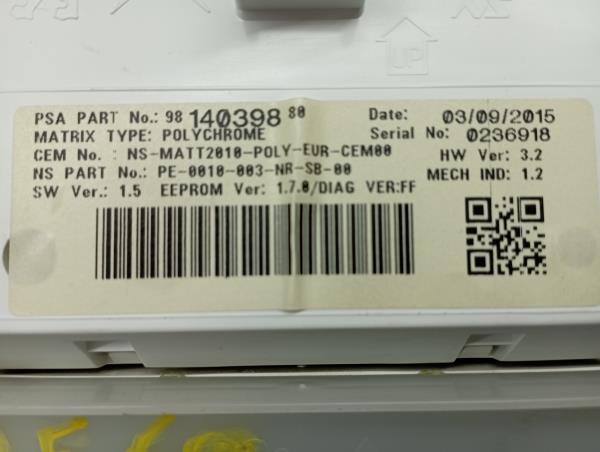 UP
PSA PART No.: 98 140398 80 Date: 03/09/2015
MATRIX TYPE: POLYCHROME Serial No: 0236918
CEM No. : NS-MATT2010-POLY-EUR-CEM00 HW Ver: 3.2
NS PART No.: PE-0010-003-NR-SB-00 MECH IND: 1.2
SW Ver.: 1.5 EEPROM Ver: 1.7.0/DIAG VER:FF